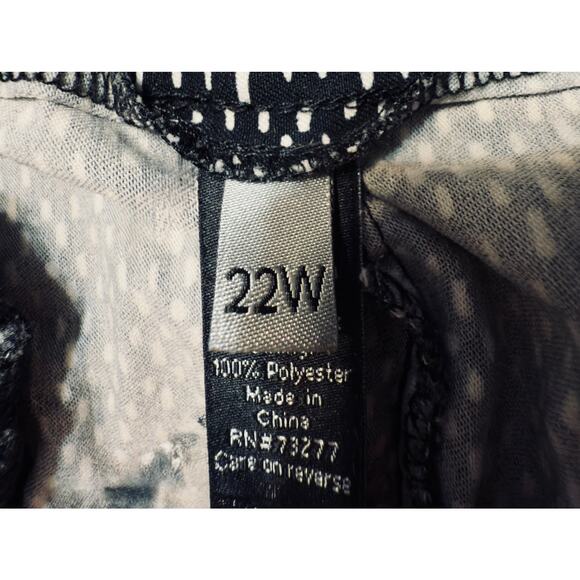 22W
100% Polyester
Made in
China
RN#73277
Care on reverse